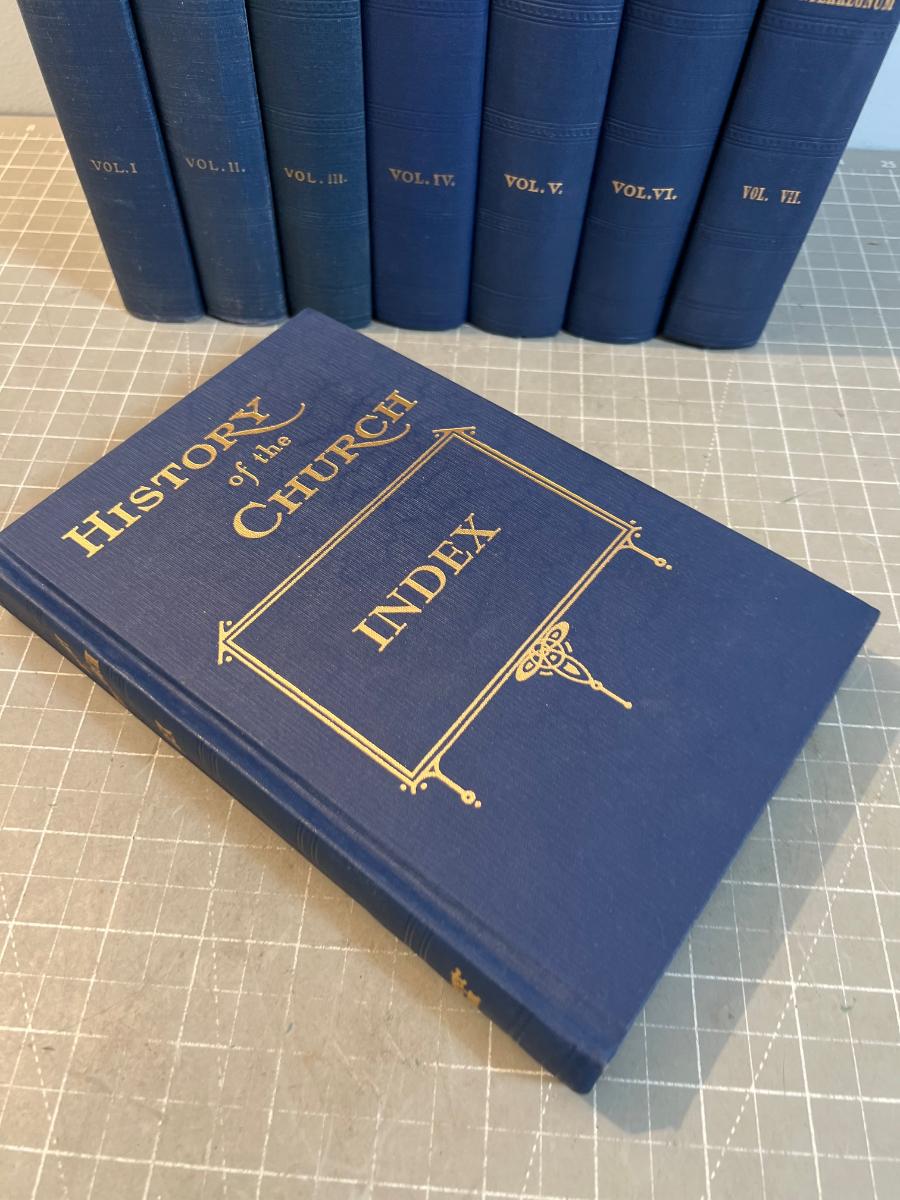 VOL.I
VOL.II.
VOL.III.
VOL.IV.
VOL.V.
VOL.VI.
VOL. VII.
HISTORY
of the
CHURCH
INDEX